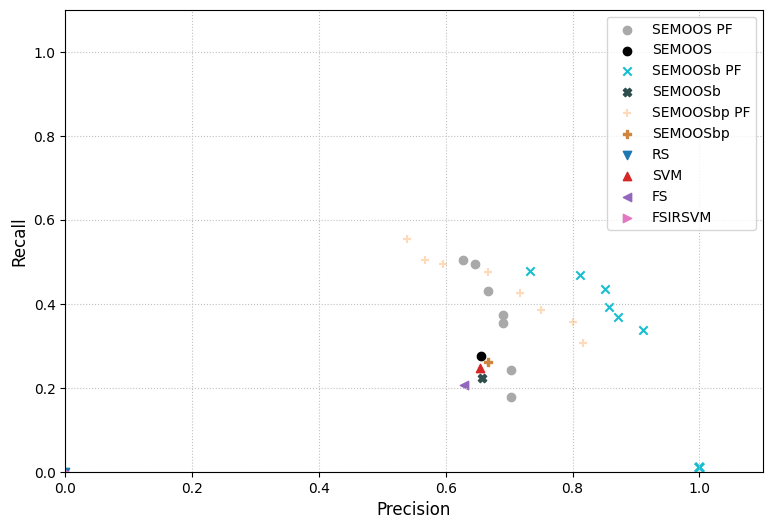 1.0
0.8
0.6
0.4
0.2
0.0
Recall
0.0
0.2
0.4
0.6
0.8
1.0
Precision
SEMOOS PF
SEMOOS
SEMOOSb PF
SEMOOSb
SEMOOSbp PF
SEMOOSbp
RS
SVM
FS
FSIRSVM